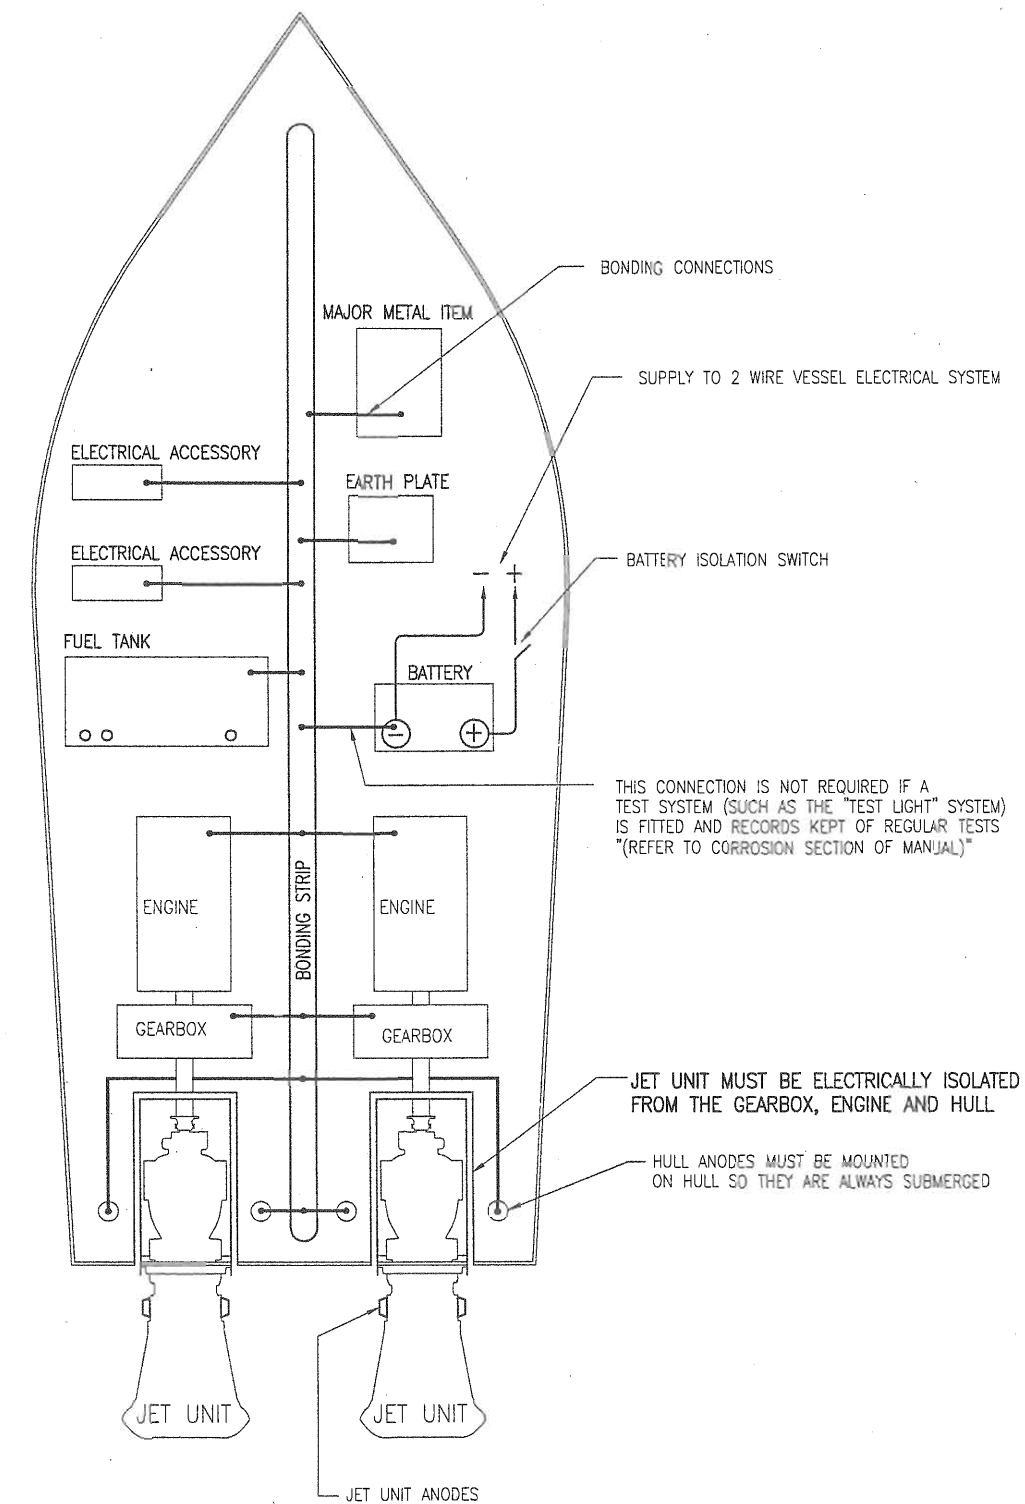 BONDING CONNECTIONS
MAJOR METAL ITEM
SUPPLY TO 2 WIRE VESSEL ELECTRICAL SYSTEM
ELECTRICAL ACCESSORY
EARTH PLATE
ELECTRICAL ACCESSORY
BATTERY ISOLATION SWITCH
− +
FUEL TANK
BATTERY
− +
THIS CONNECTION IS NOT REQUIRED IF A
TEST SYSTEM (SUCH AS THE "TEST LIGHT" SYSTEM)
IS FITTED AND RECORDS KEPT OF REGULAR TESTS
"(REFER TO CORROSION SECTION OF MANUAL)"
ENGINE
BONDING STRIP
ENGINE
GEARBOX
GEARBOX
JET UNIT MUST BE ELECTRICALLY ISOLATED
FROM THE GEARBOX, ENGINE AND HULL
HULL ANODES MUST BE MOUNTED
ON HULL SO THEY ARE ALWAYS SUBMERGED
JET UNIT
JET UNIT
JET UNIT ANODES